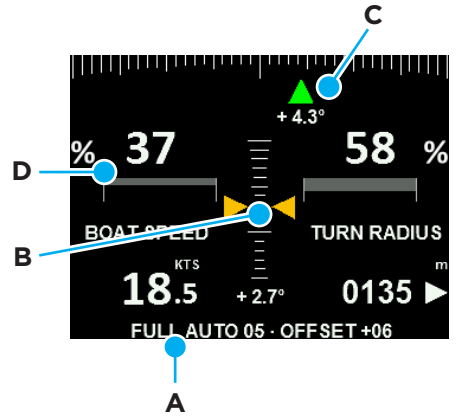 C
+ 4.3°
% 37 58 %
D
BOAT SPEED TURN RADIUS
B
KTS m
18.5 + 2.7° 0135
FULL AUTO 05 · OFFSET +06
A